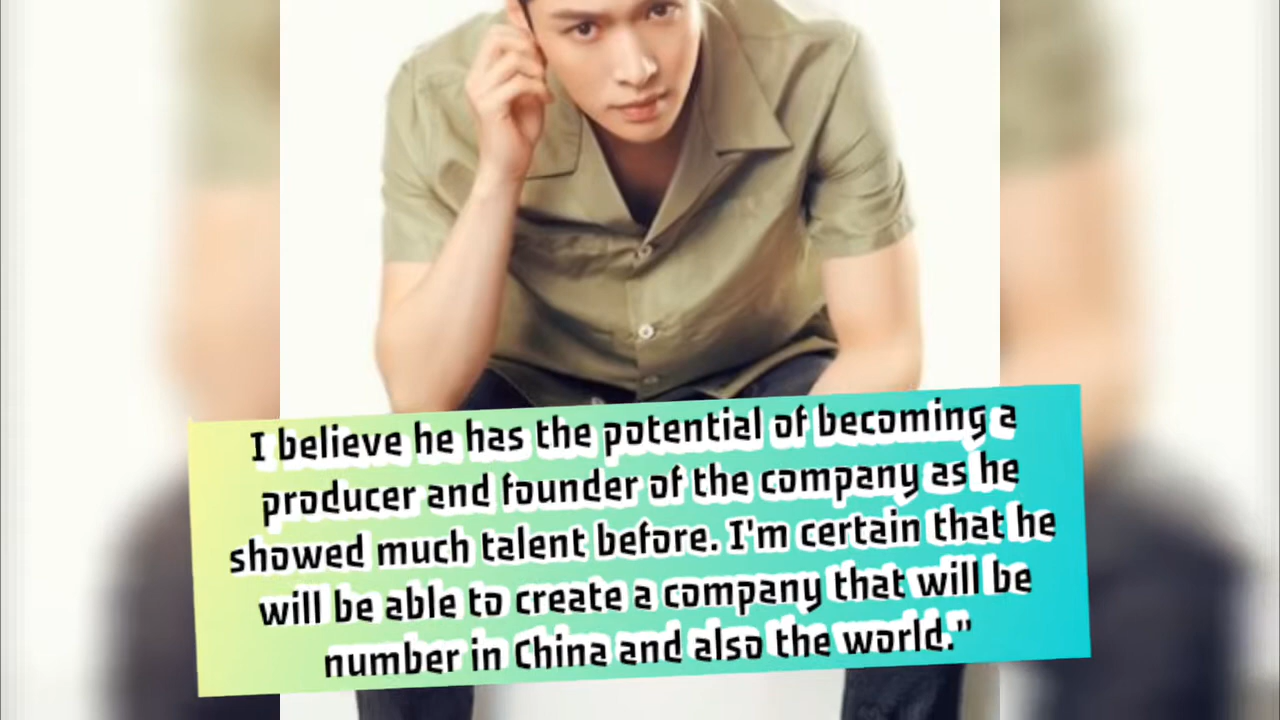 I believe he has the potential of becoming a
producer and founder of the company as he
showed much talent before. I'm certain that he
will be able to create a company that will be
number in China and also the world."